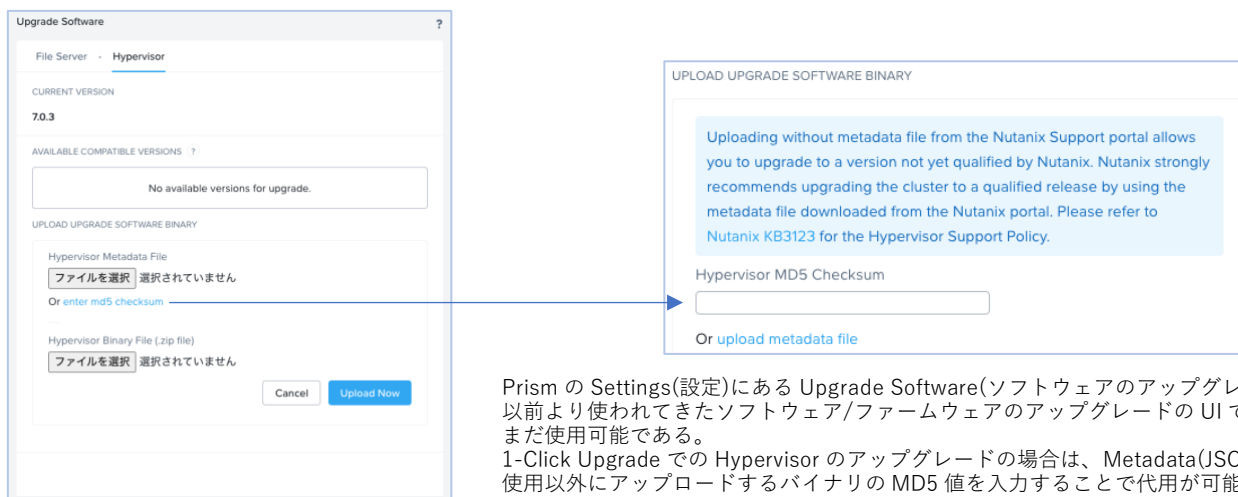 Upgrade Software
?
File Server
Hypervisor
CURRENT VERSION
7.0.3
AVAILABLE COMPATIBLE VERSIONS ?
No available versions for upgrade.
UPLOAD UPGRADE SOFTWARE BINARY
Hypervisor Metadata File
ファイルを選択 選択されていません
Or enter md5 checksum
Hypervisor Binary File (.zip file)
ファイルを選択 選択されていません
Cancel
Upload Now
UPLOAD UPGRADE SOFTWARE BINARY
Uploading without metadata file from the Nutanix Support portal allows
you to upgrade to a version not yet qualified by Nutanix. Nutanix strongly
recommends upgrading the cluster to a qualified release by using the
metadata file downloaded from the Nutanix portal. Please refer to
Nutanix KB3123 for the Hypervisor Support Policy.
Hypervisor MD5 Checksum
Or upload metadata file
Prism の Settings(設定)にある Upgrade Software(ソフトウェアのアップグレ
以前より使われてきたソフトウェア/ファームウェアのアップグレードの UI で
まだ使用可能である。
1-Click Upgrade での Hypervisor のアップグレードの場合は、Metadata(JSO
使用以外にアップロードするバイナリの MD5 値を入力することで代用が可能